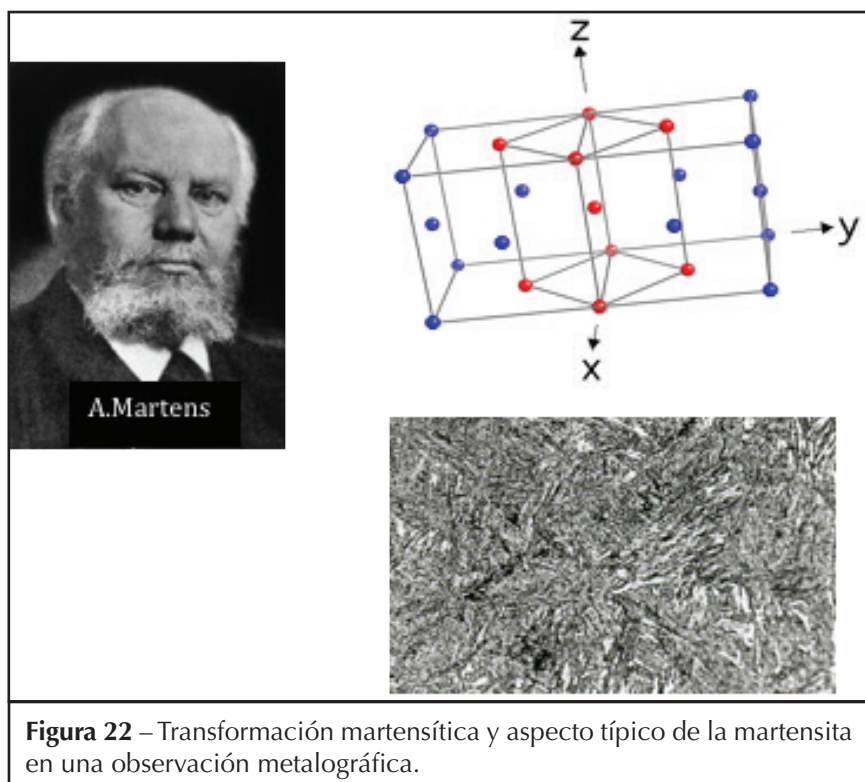 A.Martens
z
y
x
Figura 22 – Transformación martensítica y aspecto típico de la martensita
en una observación metalográfica.